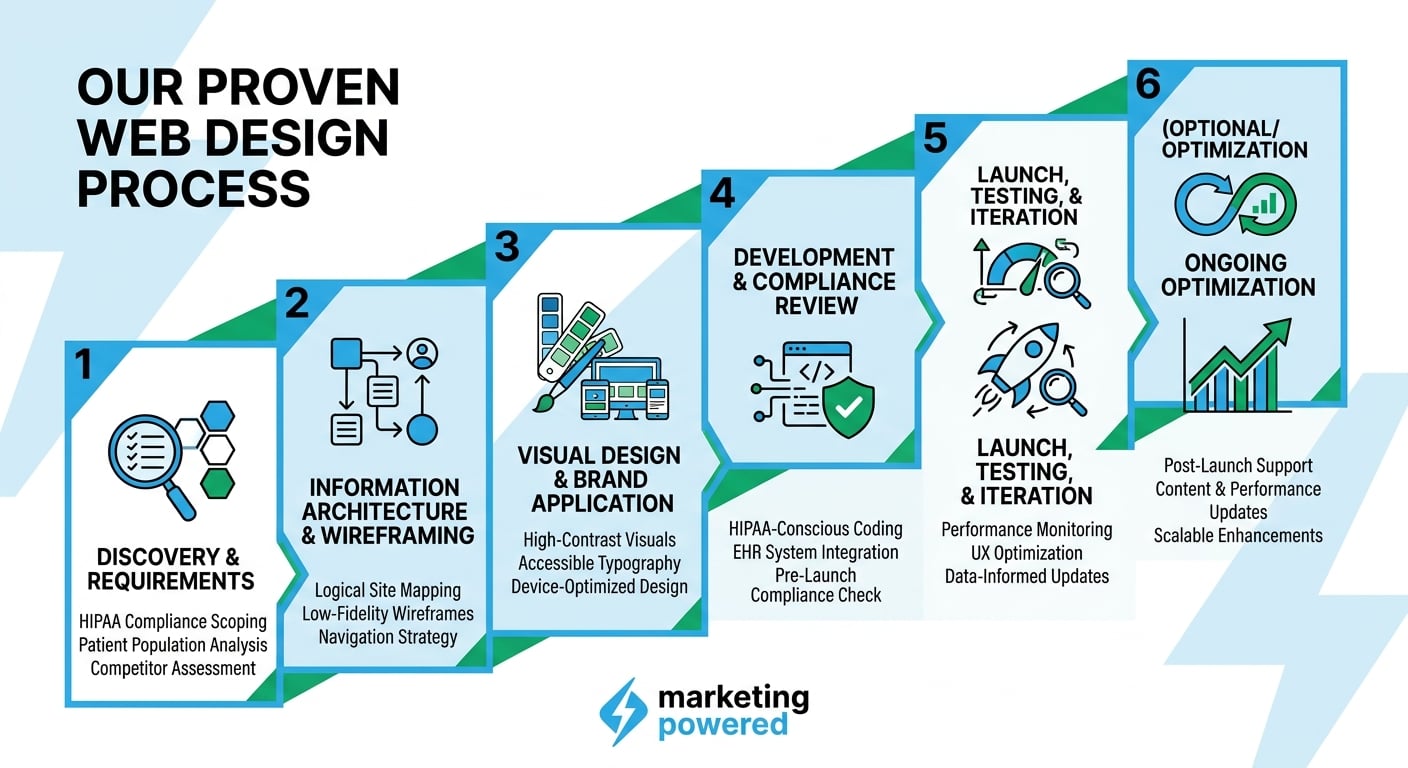 OUR PROVEN
WEB DESIGN
PROCESS
1
DISCOVERY &
REQUIREMENTS
HIPAA Compliance Scoping
Patient Population Analysis
Competitor Assessment
2
INFORMATION
ARCHITECTURE
& WIREFRAMING
Logical Site Mapping
Low-Fidelity Wireframes
Navigation Strategy
3
VISUAL DESIGN
& BRAND
APPLICATION
High-Contrast Visuals
Accessible Typography
Device-Optimized Design
4
DEVELOPMENT
& COMPLIANCE
REVIEW
</>
HIPAA-Conscious Coding
EHR System Integration
Pre-Launch
Compliance Check
5
LAUNCH,
TESTING, &
ITERATION
LAUNCH,
TESTING,
& ITERATION
Performance Monitoring
UX Optimization
Data-Informed Updates
6
(OPTIONAL/
OPTIMIZATION
ONGOING
OPTIMIZATION
Post-Launch Support
Content & Performance
Updates
Scalable Enhancements
marketing
powered